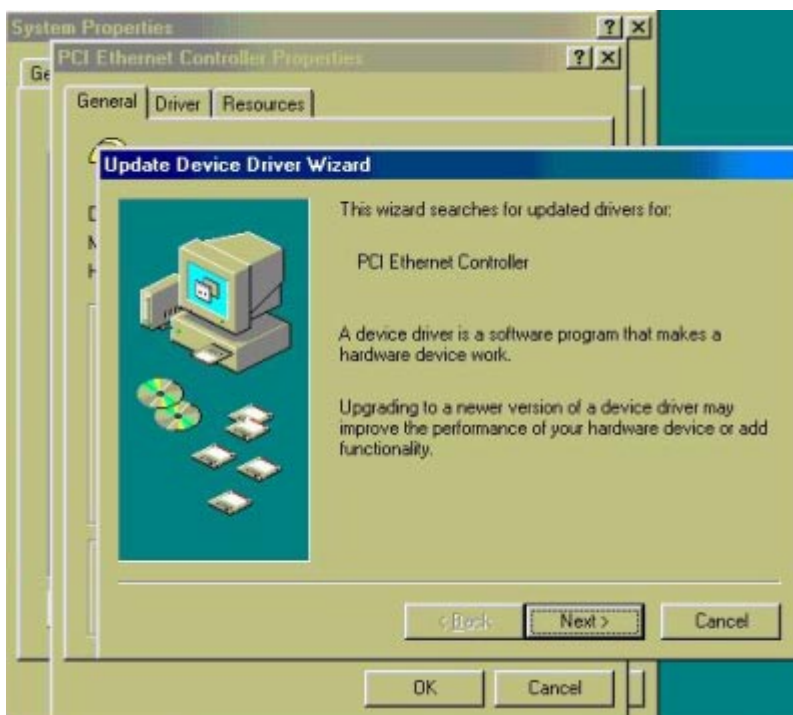 System Properties
PCI Ethernet Controller Properties
Ge
General Driver Resources
Update Device Driver Wizard
This wizard searches for updated drivers for:
PCI Ethernet Controller
A device driver is a software program that makes a
hardware device work.
Upgrading to a newer version of a device driver may
improve the performance of your hardware device or add
functionality.
< Back Next > Cancel
OK Cancel